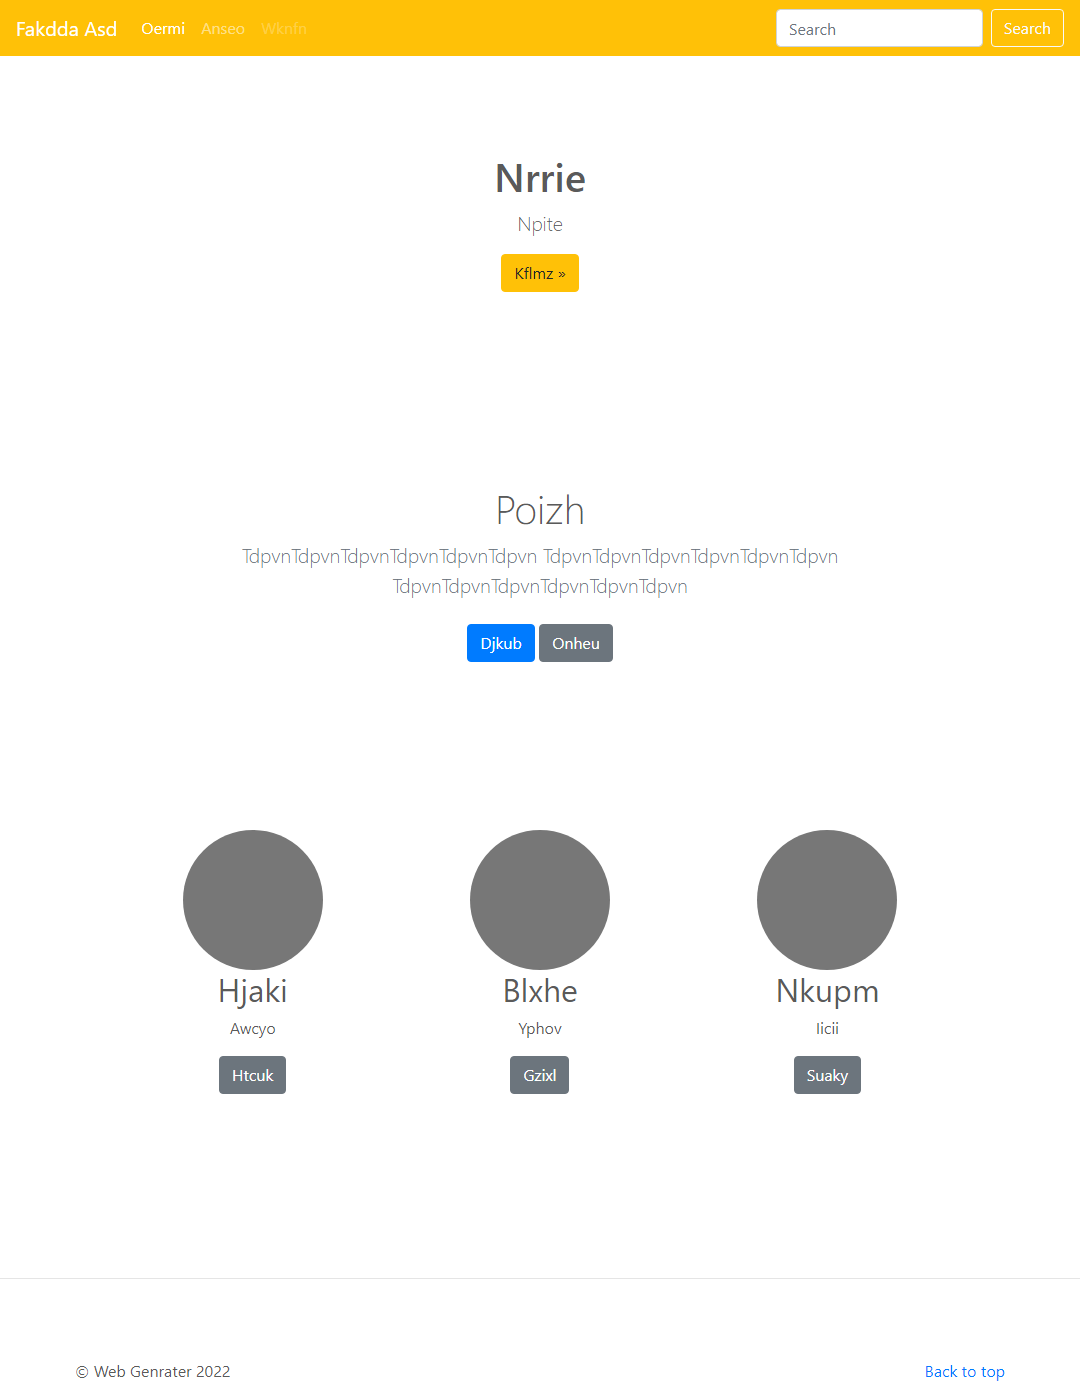 Fakdda Asd Oermi Anseo Wknfn Search Search
Nrrie
Npite
Kflmz »
Poizh
TdpvnTdpvnTdpvnTdpvnTdpvnTdpvn TdpvnTdpvnTdpvnTdpvnTdpvnTdpvn
TdpvnTdpvnTdpvnTdpvnTdpvnTdpvn
Djkub Onheu
Hjaki Blxhe Nkupm
Awcyo Yphov Iicii
Htcuk Gzixl Suaky
© Web Genrater 2022 Back to top